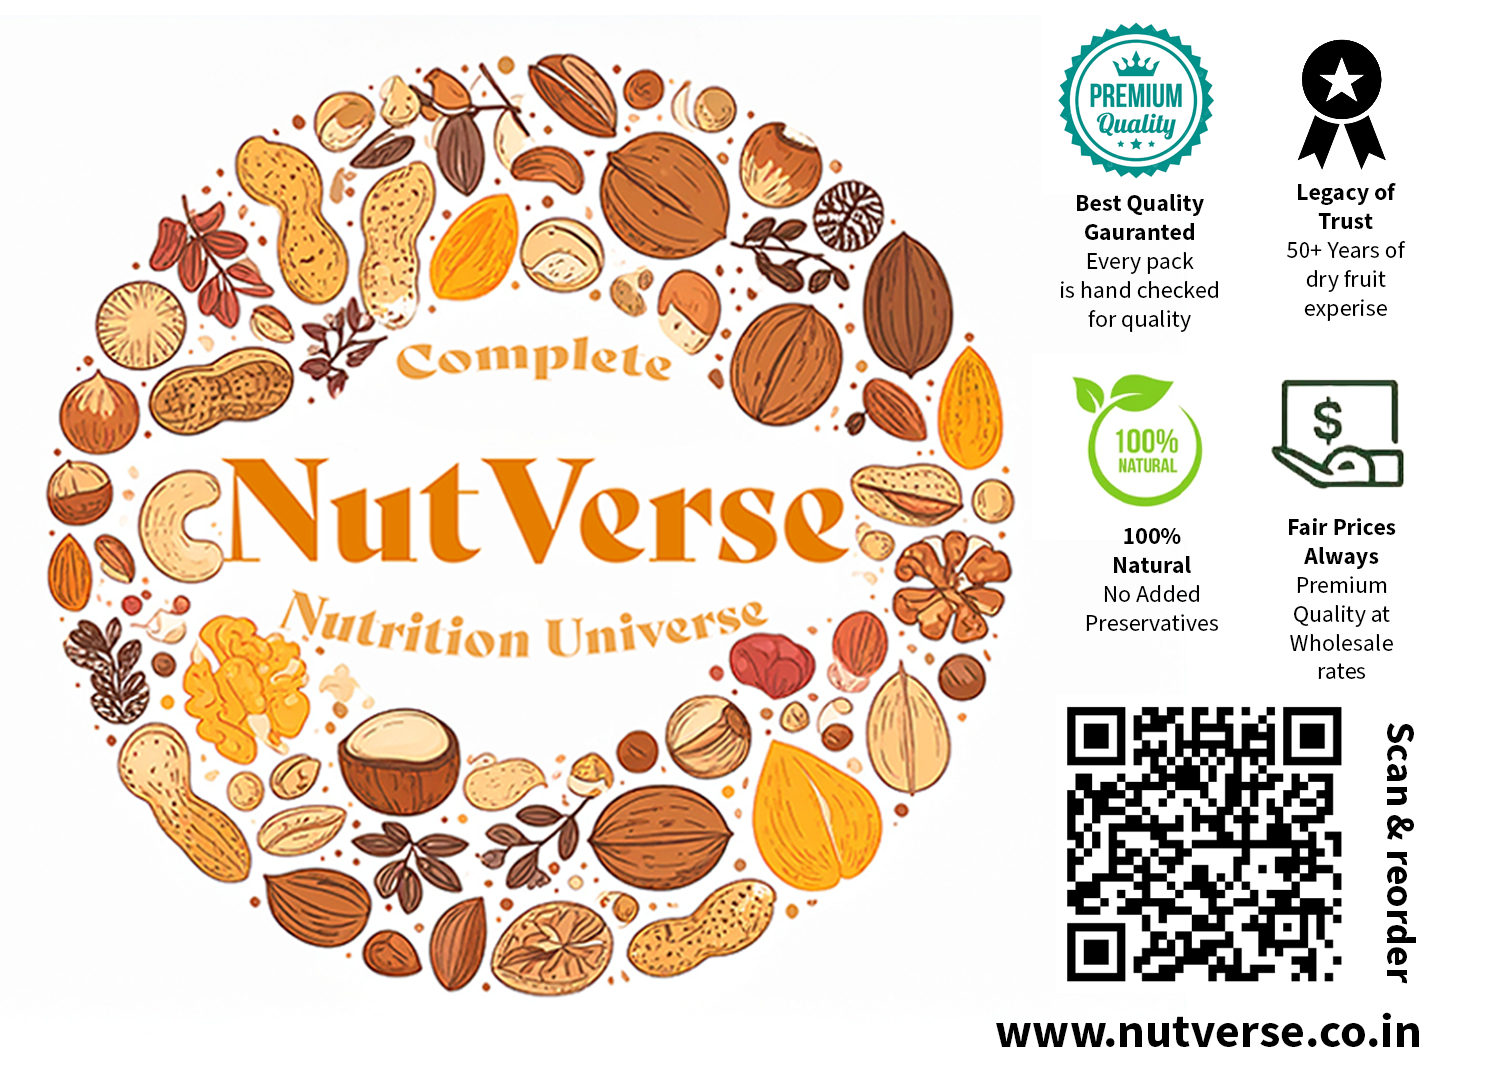 Complete
NutVerse
Nutrition Universe
PREMIUM
Quality
Best Quality
Gauranted
Every pack
is hand checked
for quality
Legacy of
Trust
50+ Years of
dry fruit
experise
100%
NATURAL
100%
Natural
No Added
Preservatives
$
Fair Prices
Always
Premium
Quality at
Wholesale
rates
Scan & reorder
www.nutverse.co.in